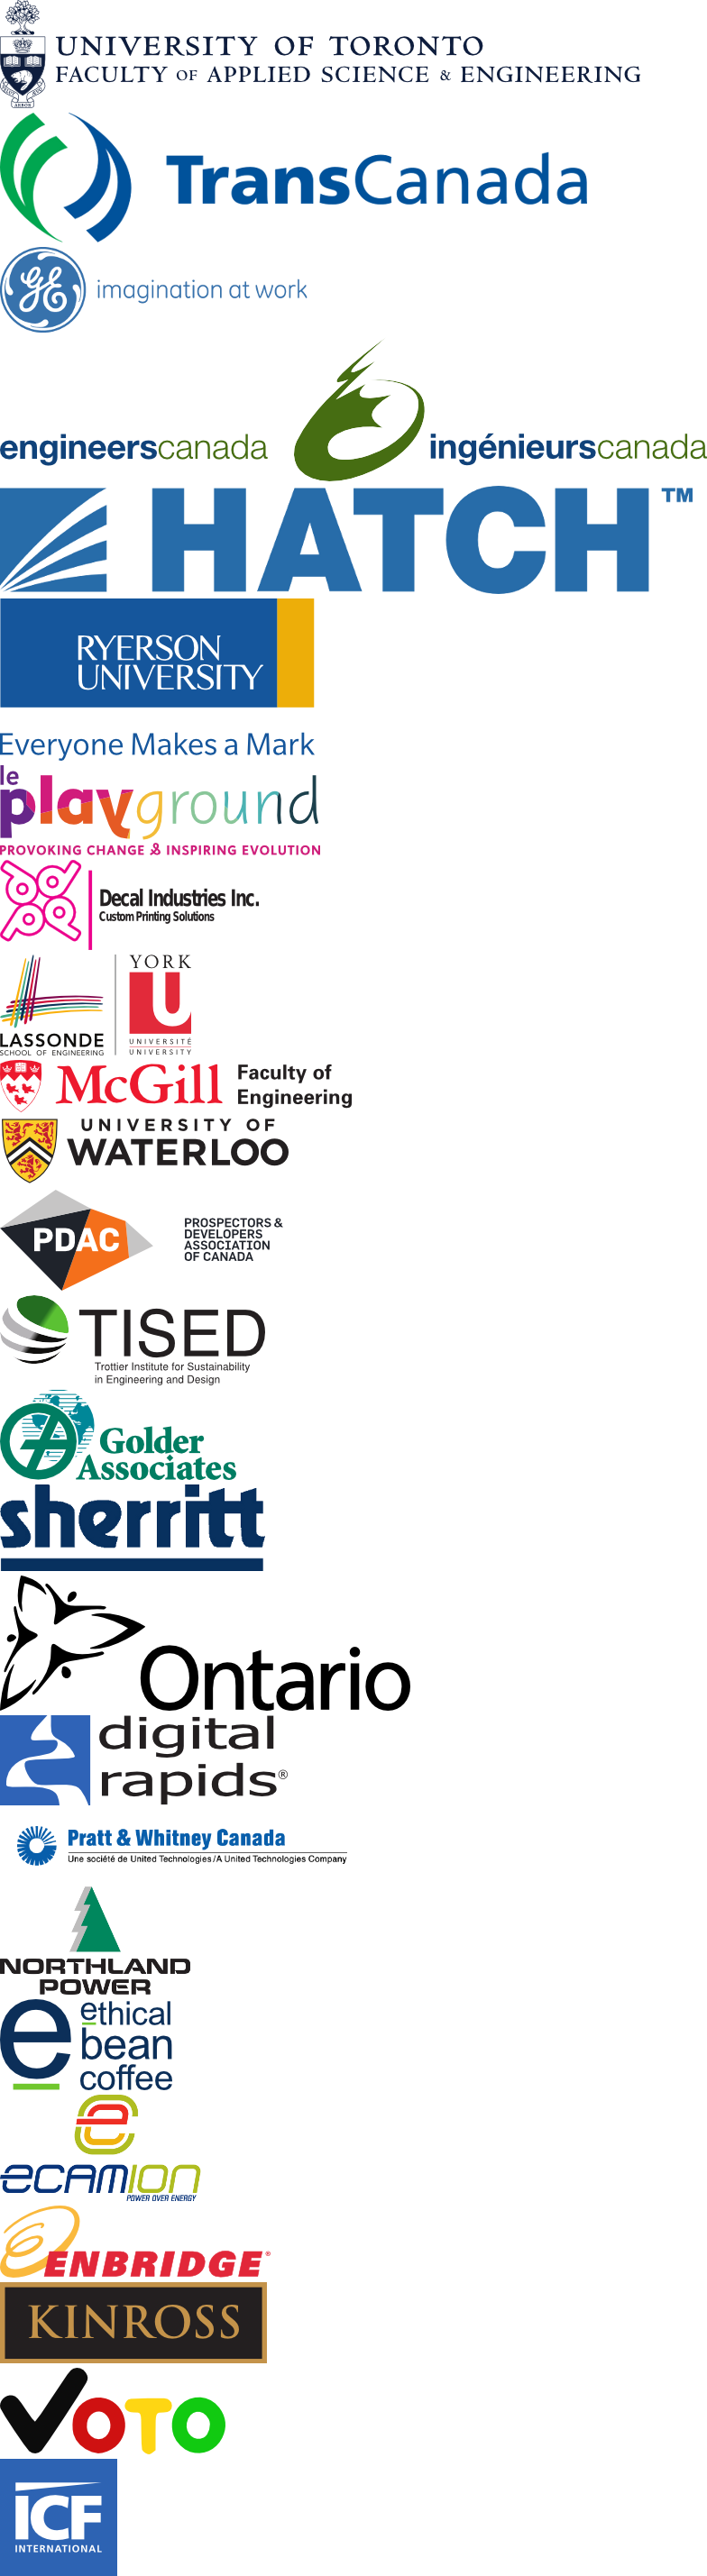 UNIVERSITY OF TORONTO
FACULTY OF APPLIED SCIENCE & ENGINEERING
TransCanada
GE imagination at work
engineerscanada ingénieurscanada
HATCH™
RYERSON
UNIVERSITY
Everyone Makes a Mark
le
playground
PROVOKING CHANGE & INSPIRING EVOLUTION
Decal Industries Inc.
Custom Printing Solutions
LASSONDE
SCHOOL OF ENGINEERING
YORK
U
UNIVERSITÉ
UNIVERSITY
McGill Faculty of
Engineering
UNIVERSITY OF
WATERLOO
PDAC
PROSPECTORS &
DEVELOPERS
ASSOCIATION
OF CANADA
TISED
Trottier Institute for Sustainability
in Engineering and Design
Golder
Associates
sherritt
Ontario
digital
rapids®
Pratt & Whitney Canada
Une société de United Technologies /A United Technologies Company
NORTHLAND
POWER
e
ethical
bean
coffee
ecamion
POWER OVER ENERGY
ENBRIDGE®
KINROSS
VOTO
ICF
INTERNATIONAL